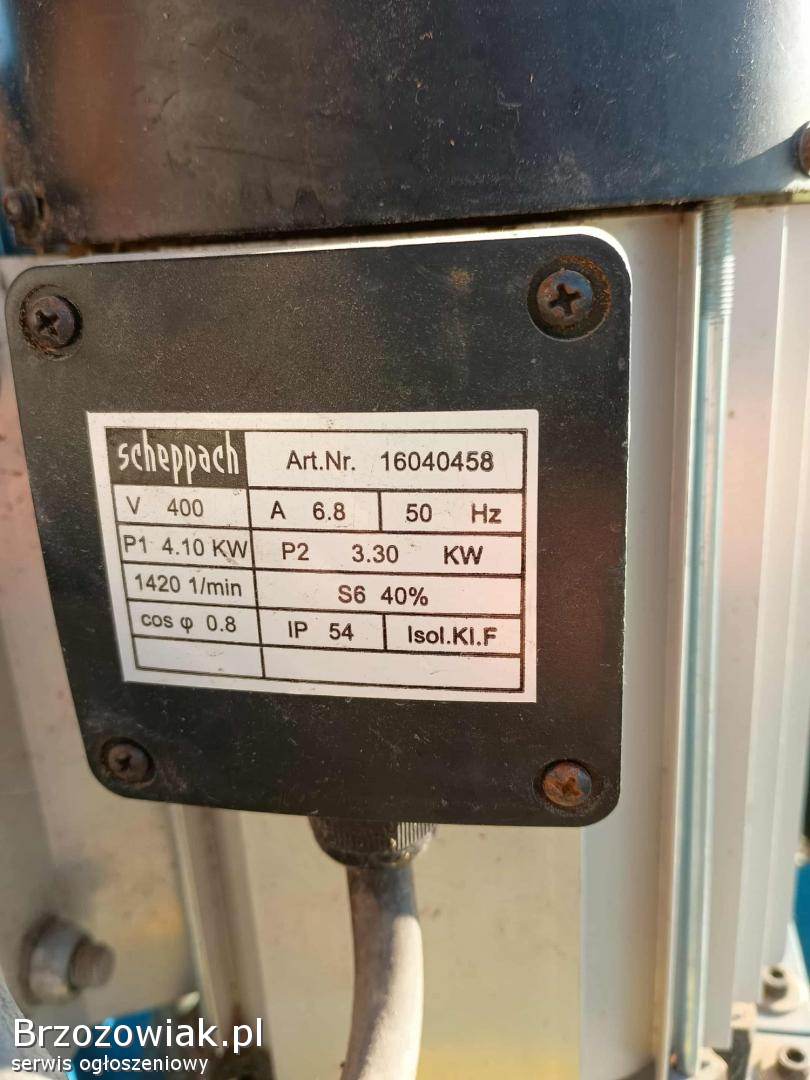 scheppach Art.Nr. 16040458
V 400 A 6.8 50 Hz
P1 4.10 KW P2 3.30 KW
1420 1/min S6 40%
cos φ 0.8 IP 54 Isol.Kl.F
Brzozowiak.pl
serwis ogłoszeniowy